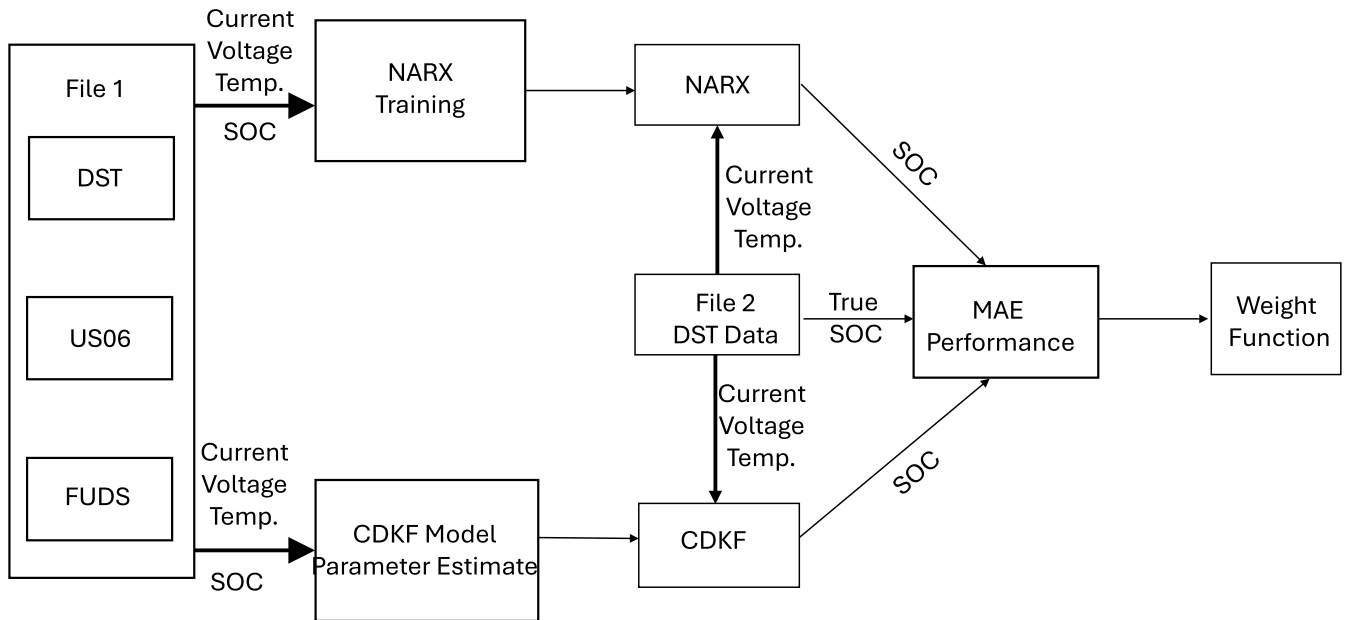 File 1
DST
US06
FUDS
Current
Voltage
Temp.
SOC
NARX
Training
NARX
SOC
Current
Voltage
Temp.
File 2
DST Data
True
SOC
MAE
Performance
Weight
Function
Current
Voltage
Temp.
SOC
Current
Voltage
Temp.
SOC
CDKF Model
Parameter Estimate
CDKF